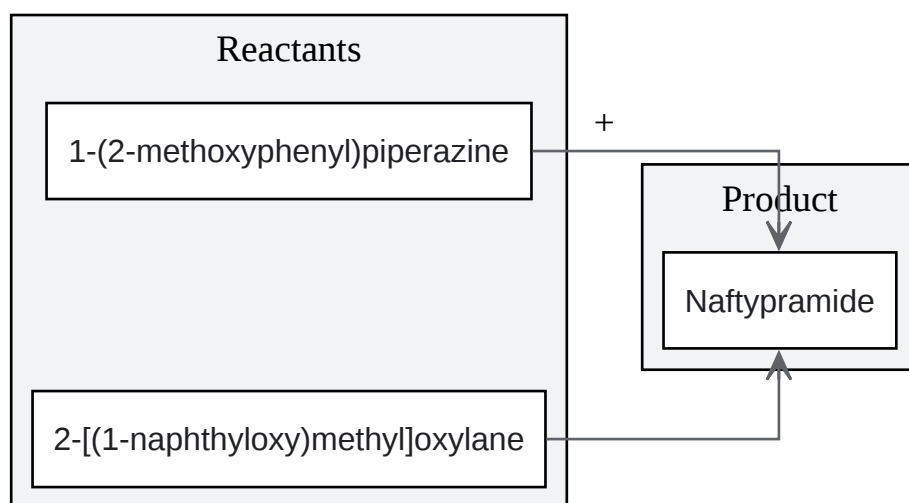 Reactants
1-(2-methoxyphenyl)piperazine
+
Product
Naftypramide
2-[(1-naphthyloxy)methyl]oxylane